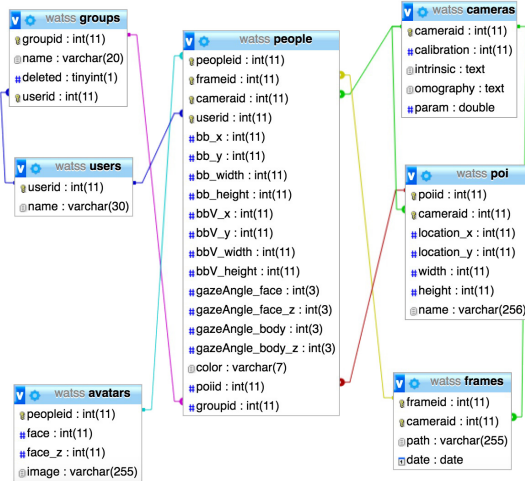 v watss groups
groupid : int(11)
name : varchar(20)
# deleted : tinyint(1)
userid : int(11)
v watss users
userid : int(11)
name : varchar(30)
v watss avatars
peopleid : int(11)
# face : int(11)
# face_z : int(11)
image : varchar(255)
v watss people
peopleid : int(11)
frameid : int(11)
cameraid : int(11)
userid : int(11)
# bb_x : int(11)
# bb_y : int(11)
# bb_width : int(11)
# bb_height : int(11)
# bbV_x : int(11)
# bbV_y : int(11)
# bbV_width : int(11)
# bbV_height : int(11)
# gazeAngle_face : int(3)
# gazeAngle_face_z : int(3)
# gazeAngle_body : int(3)
# gazeAngle_body_z : int(3)
color : varchar(7)
# poiid : int(11)
# groupid : int(11)
v watss cameras
cameraid : int(11)
# calibration : int(11)
intrinsic : text
omography : text
# param : double
v watss poi
poiid : int(11)
cameraid : int(11)
# location_x : int(11)
# location_y : int(11)
# width : int(11)
# height : int(11)
name : varchar(256)
v watss frames
frameid : int(11)
cameraid : int(11)
path : varchar(255)
date : date